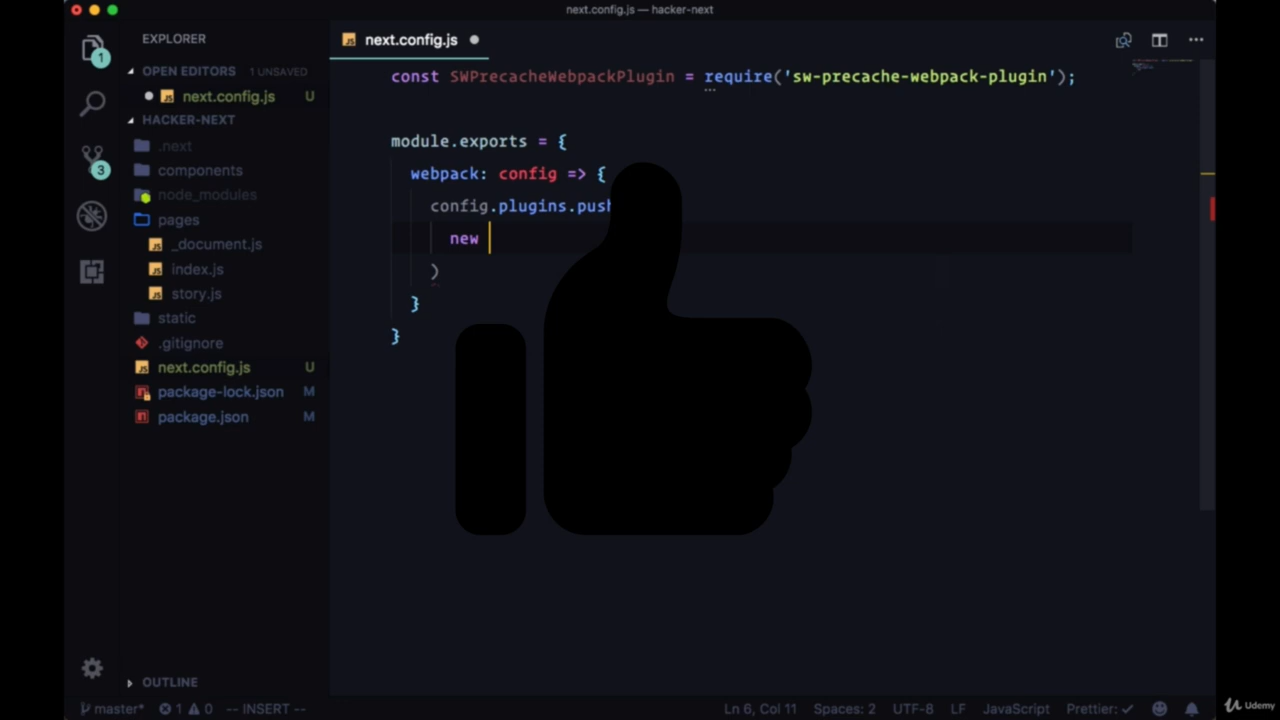 next.config.js — hacker-next
EXPLORER
OPEN EDITORS 1 UNSAVED
next.config.js U
HACKER-NEXT
.next
components
node_modules
pages
_document.js
index.js
story.js
static
.gitignore
next.config.js U
package-lock.json M
package.json M
OUTLINE
1
3
next.config.js
const SWPrecacheWebpackPlugin = require('sw-precache-webpack-plugin');
module.exports = {
webpack: config => {
config.plugins.push
new
)
}
}
master* 1 0 -- INSERT --
Ln 6, Col 11 Spaces: 2 UTF-8 LF JavaScript Prettier: ✓
Udemy